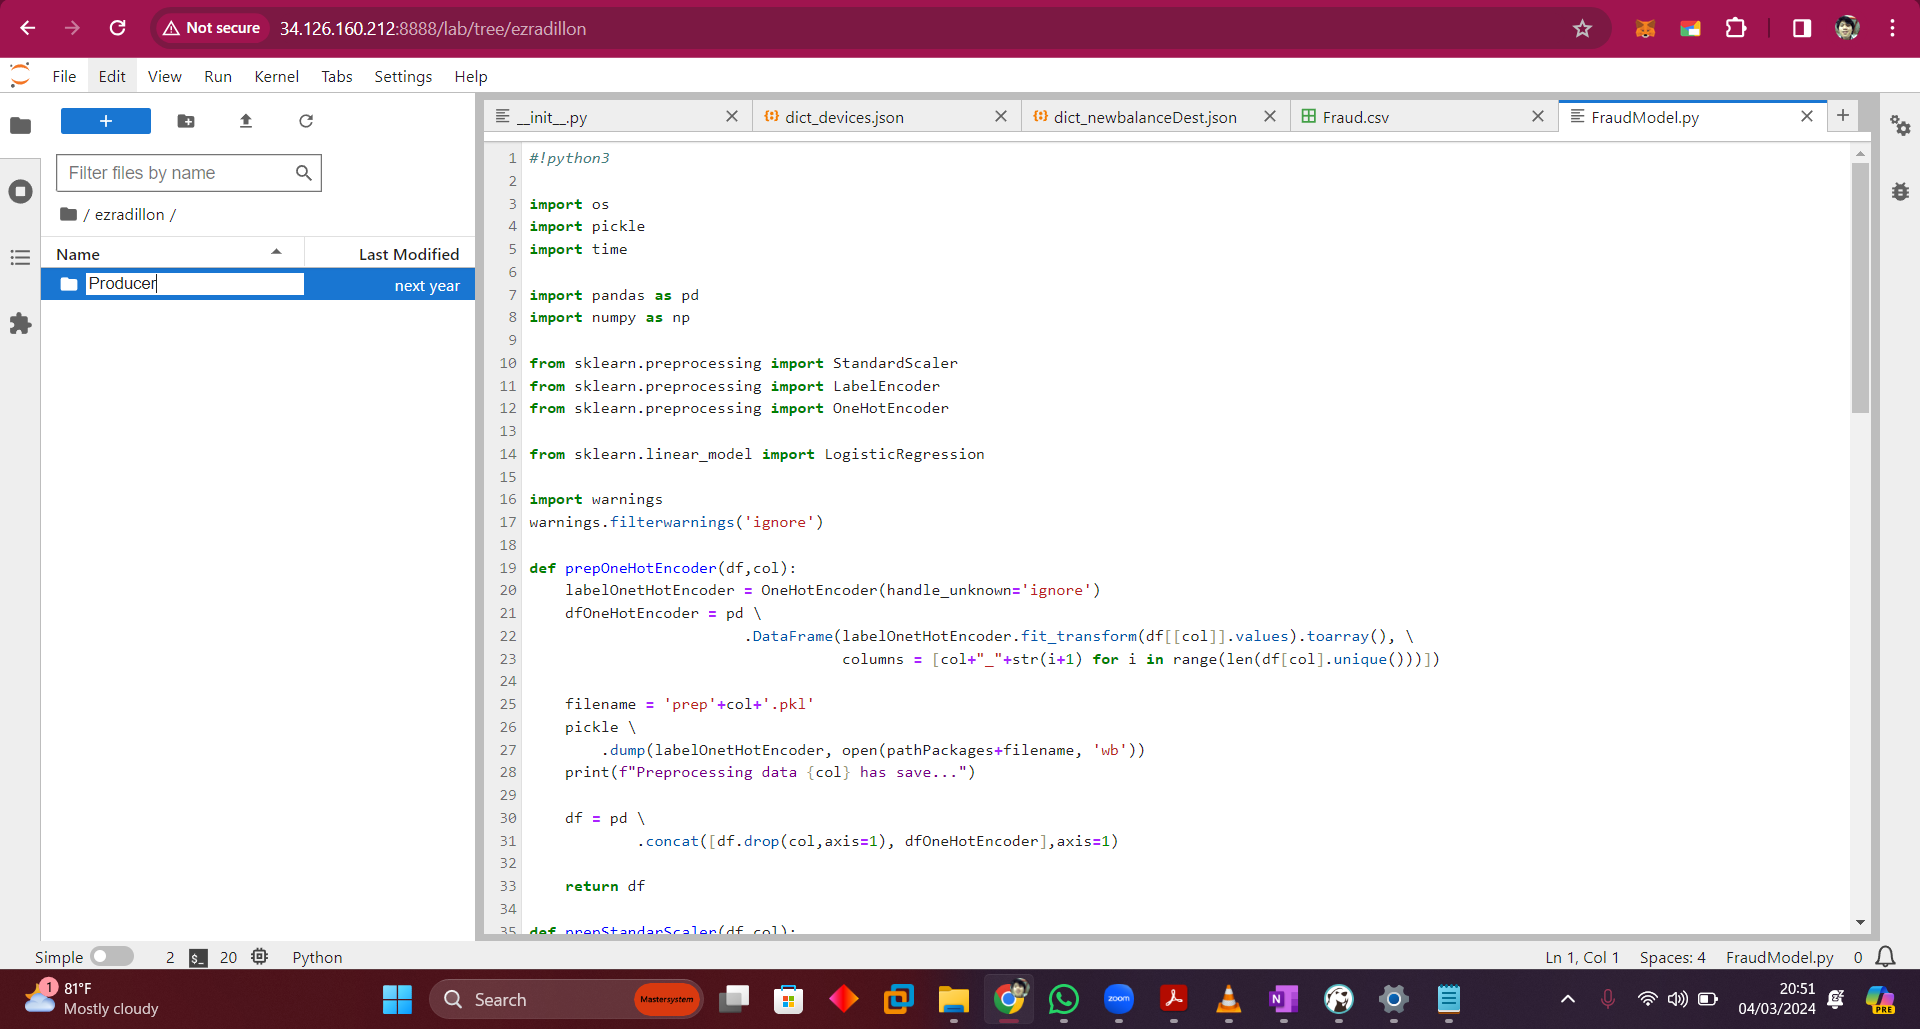 Not secure 34.126.160.212:8888/lab/tree/ezradillon
File Edit View Run Kernel Tabs Settings Help
+
Filter files by name
/ ezradillon /
Name Last Modified
Producer next year
__init__.py dict_devices.json dict_newbalanceDest.json Fraud.csv FraudModel.py
1 #!python3
2
3 import os
4 import pickle
5 import time
6
7 import pandas as pd
8 import numpy as np
9
10 from sklearn.preprocessing import StandardScaler
11 from sklearn.preprocessing import LabelEncoder
12 from sklearn.preprocessing import OneHotEncoder
13
14 from sklearn.linear_model import LogisticRegression
15
16 import warnings
17 warnings.filterwarnings('ignore')
18
19 def prepOneHotEncoder(df,col):
20 labelOnetHotEncoder = OneHotEncoder(handle_unknown='ignore')
21 dfOneHotEncoder = pd \
22 .DataFrame(labelOnetHotEncoder.fit_transform(df[[col]].values).toarray(), \
23 columns = [col+"_"+str(i+1) for i in range(len(df[col].unique()))])
24
25 filename = 'prep'+col+'.pkl'
26 pickle \
27 .dump(labelOnetHotEncoder, open(pathPackages+filename, 'wb'))
28 print(f"Preprocessing data {col} has save...")
29
30 df = pd \
31 .concat([df.drop(col,axis=1), dfOneHotEncoder],axis=1)
32
33 return df
34
35 def prepStandarScaler(df,col):
Simple 2 $_ 20 Python Ln 1, Col 1 Spaces: 4 FraudModel.py 0
1 81°F
Mostly cloudy
Search Mastersystem
zoom
20:51
04/03/2024
PRE